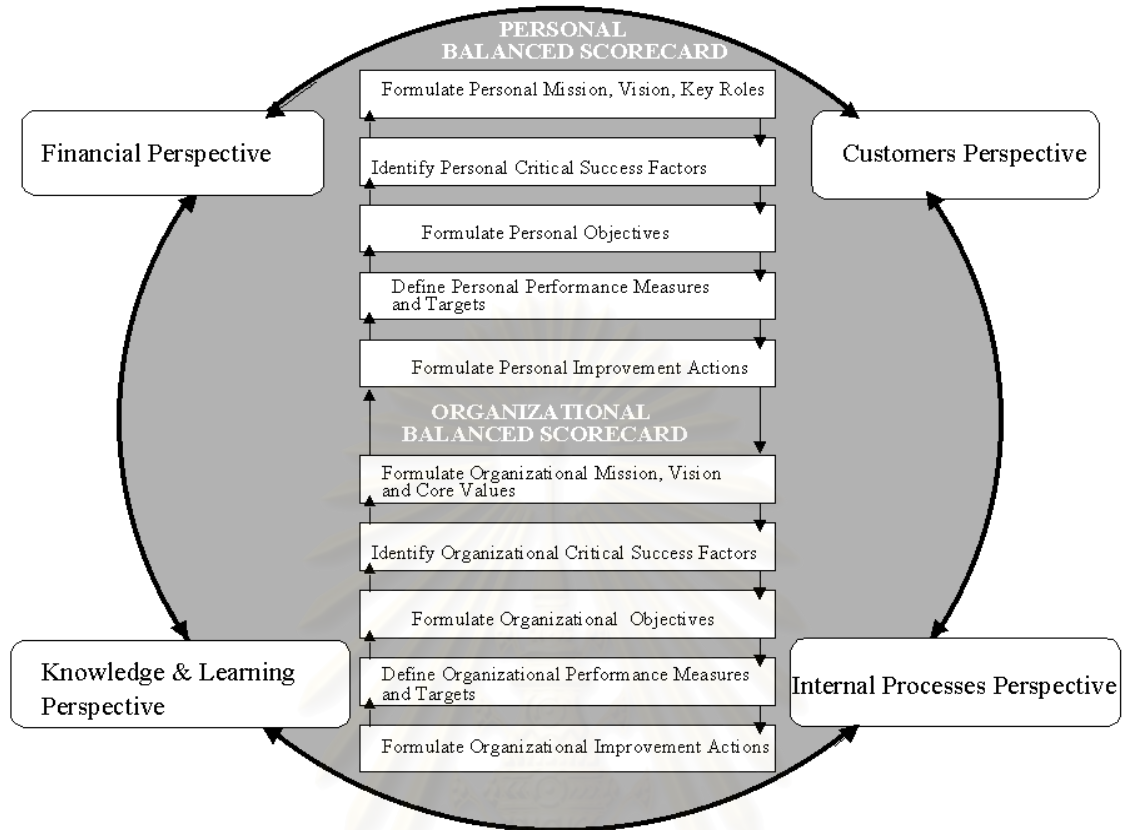 PERSONAL
BALANCED SCORECARD
Formulate Personal Mission, Vision, Key Roles
Financial Perspective
Customers Perspective
Identify Personal Critical Success Factors
Formulate Personal Objectives
Define Personal Performance Measures
and Targets
Formulate Personal Improvement Actions
ORGANIZATIONAL
BALANCED SCORECARD
Formulate Organizational Mission, Vision
and Core Values
Identify Organizational Critical Success Factors
Formulate Organizational Objectives
Knowledge & Learning
Perspective
Define Organizational Performance Measures
and Targets
Internal Processes Perspective
Formulate Organizational Improvement Actions